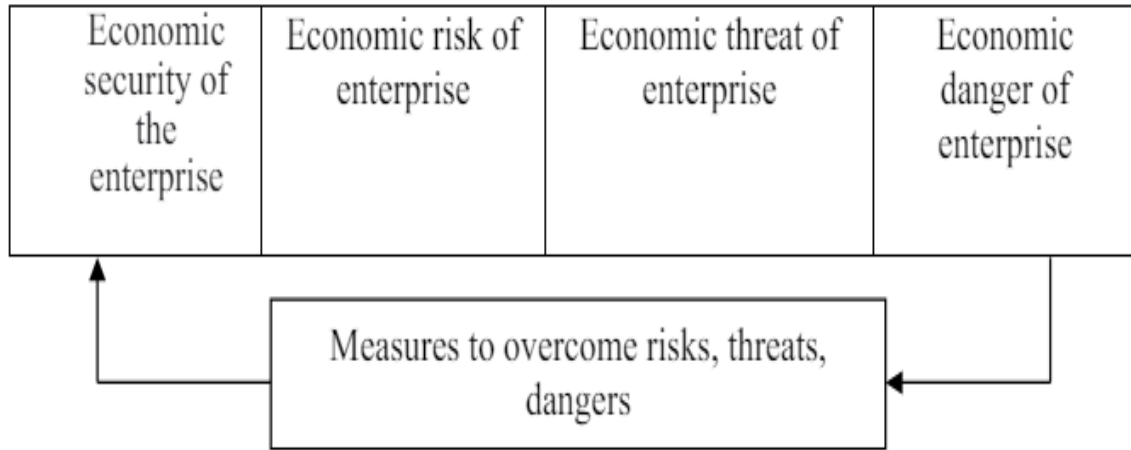 Economic
security of
the
enterprise
Economic risk of
enterprise
Economic threat of
enterprise
Economic
danger of
enterprise
Measures to overcome risks, threats,
dangers